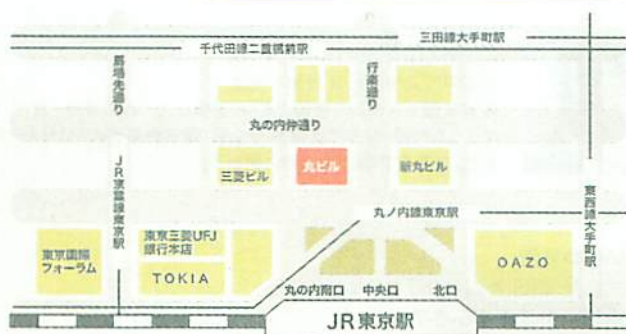 三田線大手町駅
千代田線二重橋前駅
馬場先通り
行幸通り
丸の内仲通り
三菱ビル
丸ビル
新丸ビル
JR京葉線東京駅
丸ノ内線東京駅
東西線大手町駅
東京国際
フォーラム
東京三菱UFJ
銀行本店
TOKIA
OAZO
丸の内南口
中央口
北口
JR東京駅